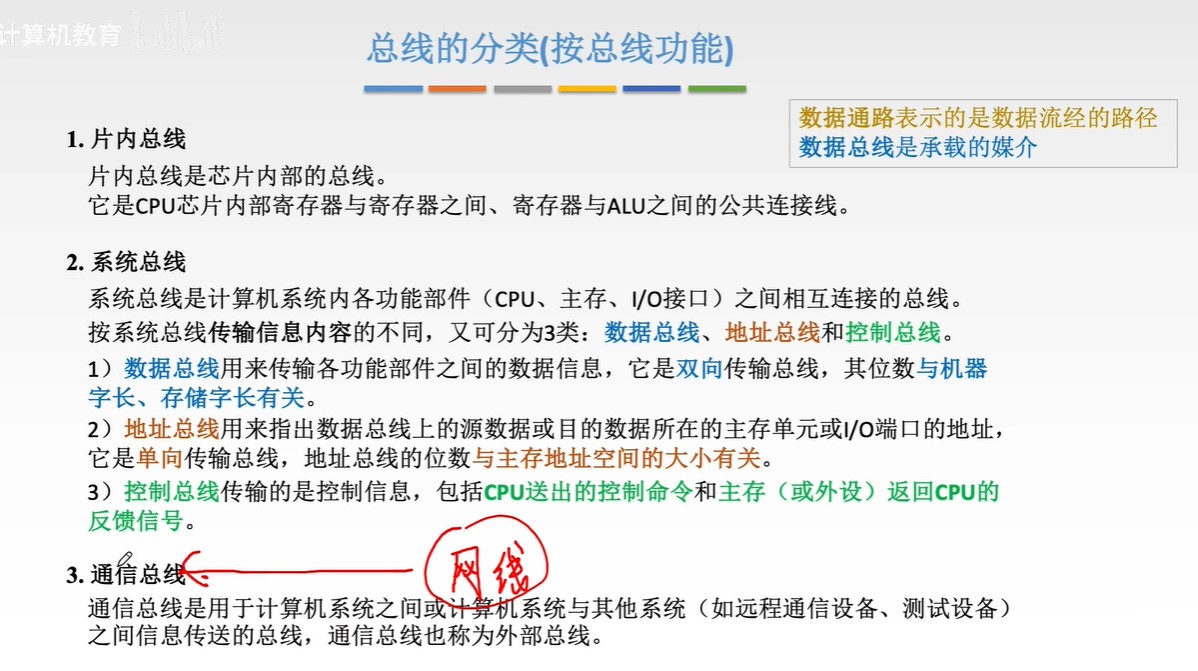 计算机教育
总线的分类(按总线功能)
数据通路表示的是数据流经的路径
数据总线是承载的媒介
1. 片内总线
片内总线是芯片内部的总线。
它是CPU芯片内部寄存器与寄存器之间、寄存器与ALU之间的公共连接线。
2. 系统总线
系统总线是计算机系统内各功能部件（CPU、主存、I/O接口）之间相互连接的总线。
按系统总线传输信息内容的不同，又可分为3类：数据总线、地址总线和控制总线。
1）数据总线用来传输各功能部件之间的数据信息，它是双向传输总线，其位数与机器
字长、存储字长有关。
2）地址总线用来指出数据总线上的源数据或目的数据所在的主存单元或I/O端口的地址，
它是单向传输总线，地址总线的位数与主存地址空间的大小有关。
3）控制总线传输的是控制信息，包括CPU送出的控制命令和主存（或外设）返回CPU的
反馈信号。
网线
3. 通信总线
通信总线是用于计算机系统之间或计算机系统与其他系统（如远程通信设备、测试设备）
之间信息传送的总线，通信总线也称为外部总线。